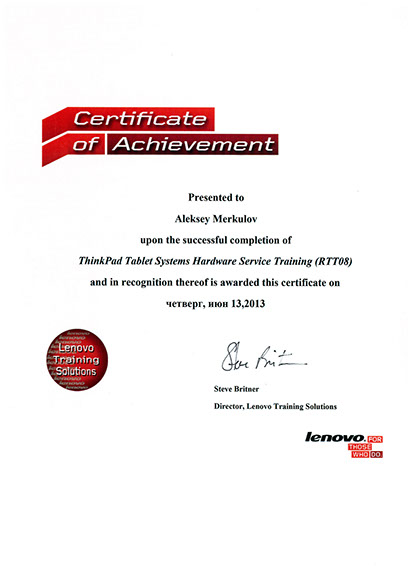 Certificate
of Achievement
Presented to
Aleksey Merkulov
upon the successful completion of
ThinkPad Tablet Systems Hardware Service Training (RTT08)
and in recognition thereof is awarded this certificate on
четверг, июн 13,2013
Lenovo
Training
Solutions
Steve Britner
Steve Britner
Director, Lenovo Training Solutions
lenovo. FOR
THOSE
WHO DO.